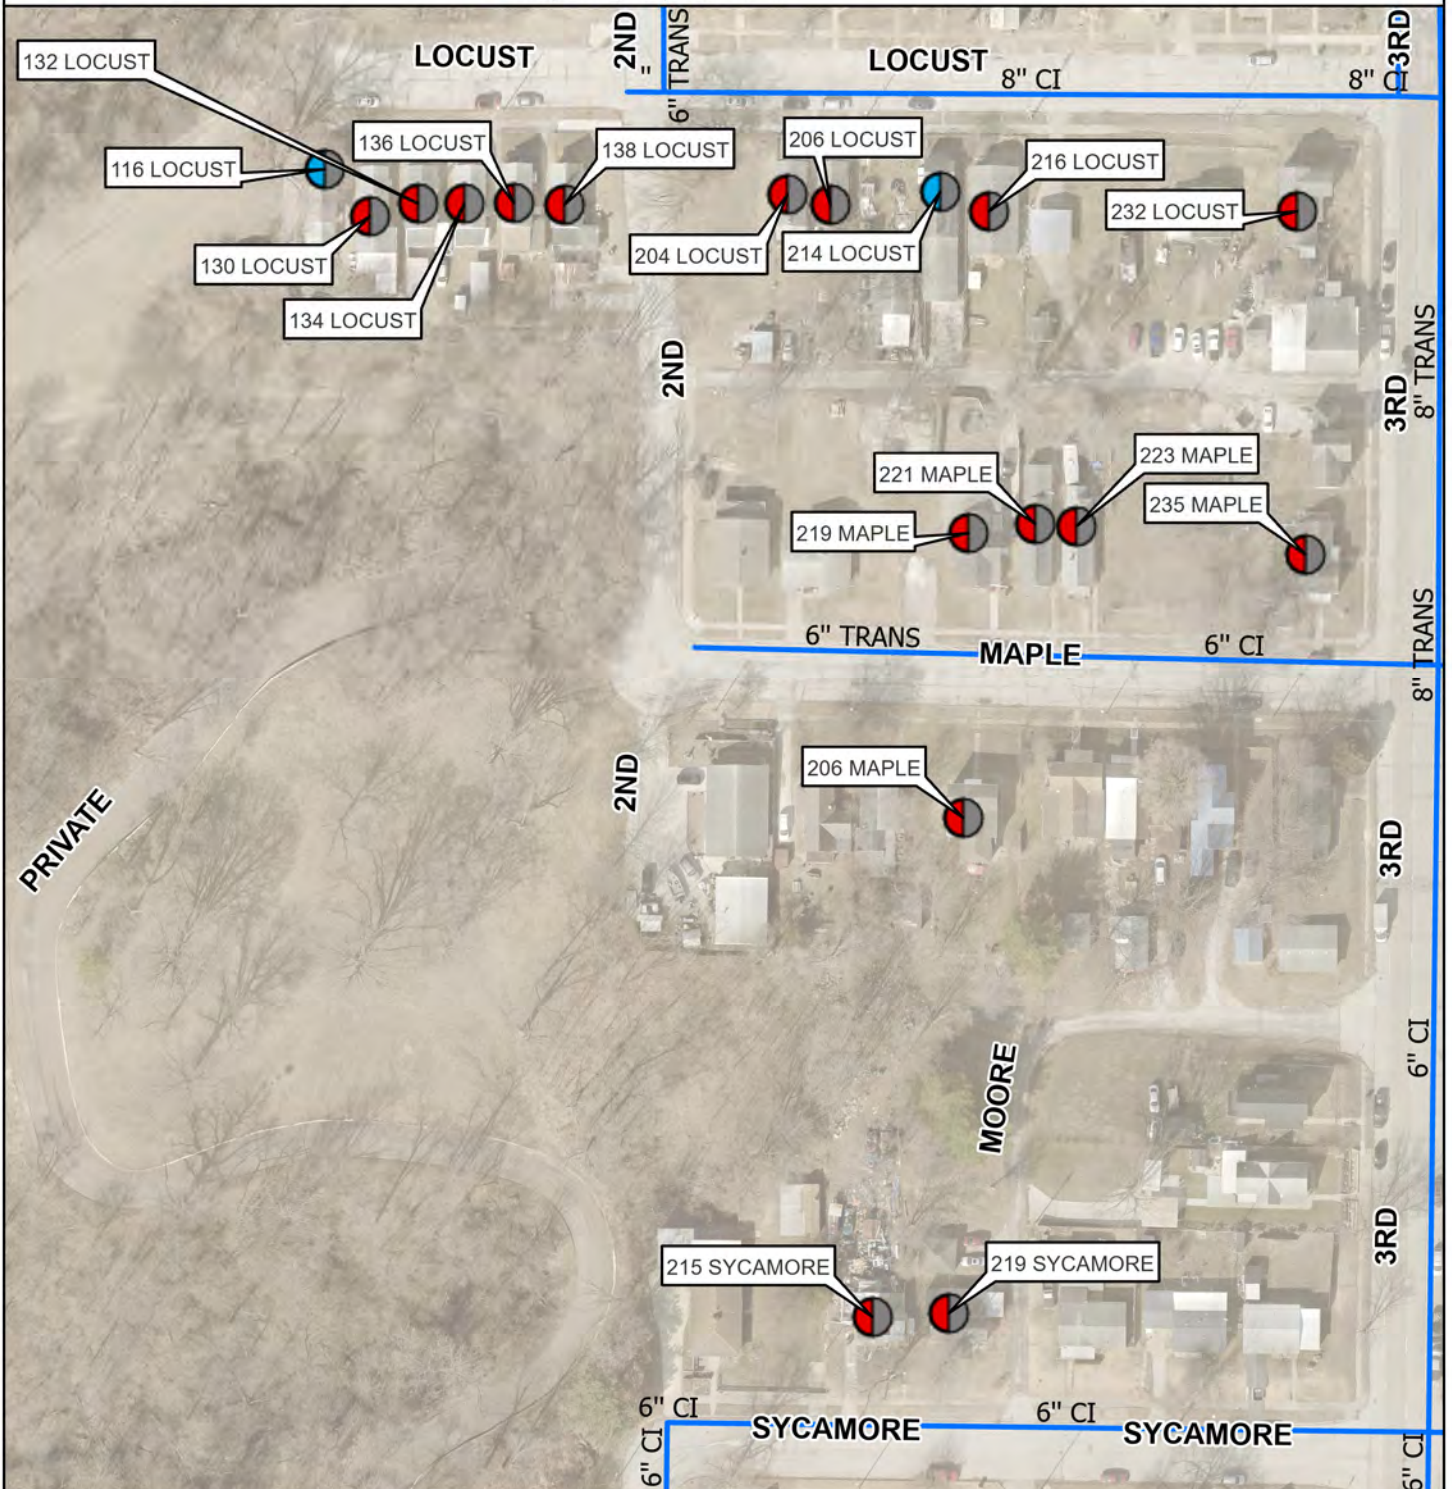 LOCUST
2ND
6" TRANS
"
LOCUST
8" CI
8" CI
3RD
132 LOCUST
136 LOCUST
138 LOCUST
206 LOCUST
216 LOCUST
116 LOCUST
232 LOCUST
130 LOCUST
204 LOCUST
214 LOCUST
134 LOCUST
2ND
3RD
8" TRANS
221 MAPLE
223 MAPLE
235 MAPLE
219 MAPLE
6" TRANS
MAPLE
6" CI
8" TRANS
206 MAPLE
2ND
PRIVATE
3RD
6" CI
MOORE
215 SYCAMORE
219 SYCAMORE
3RD
6" CI
6" CI
SYCAMORE
6" CI
SYCAMORE
6" CI